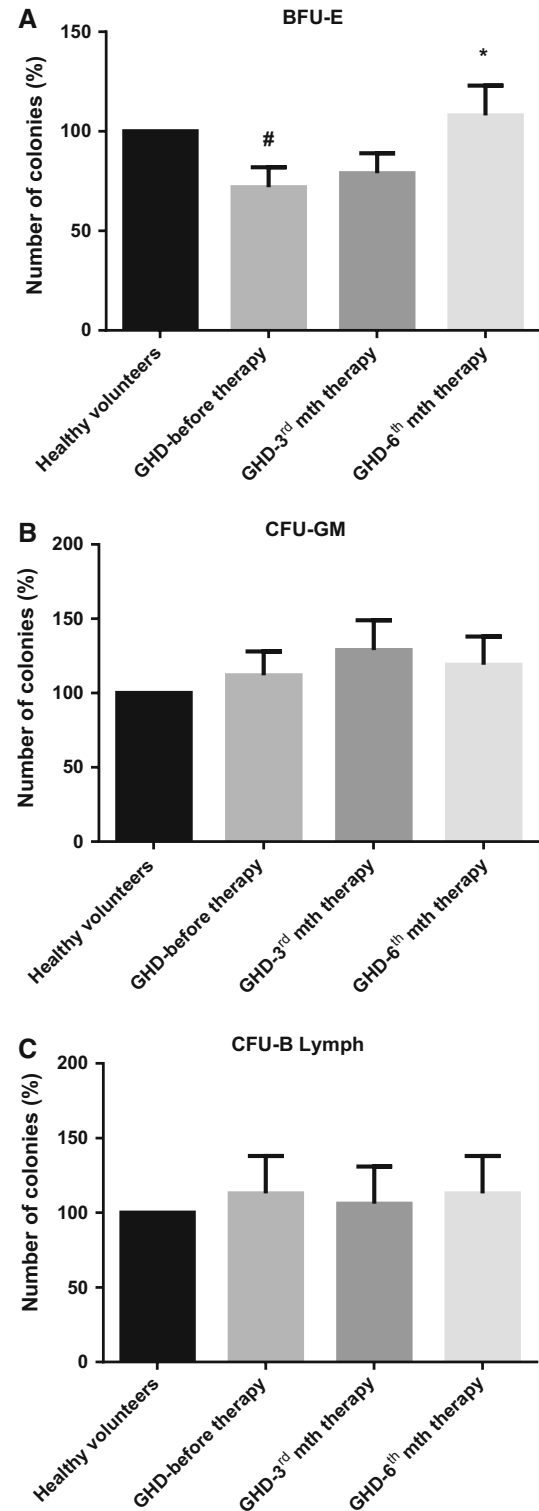 A
BFU-E
Number of colonies (%)
150
100
50
0
#
*
Healthy volunteers
GHD-before therapy
GHD-3rd mth therapy
GHD-6th mth therapy
B
CFU-GM
Number of colonies (%)
200
150
100
50
0
Healthy volunteers
GHD-before therapy
GHD-3rd mth therapy
GHD-6th mth therapy
C
CFU-B Lymph
Number of colonies (%)
200
150
100
50
0
Healthy volunteers
GHD-before therapy
GHD-3rd mth therapy
GHD-6th mth therapy